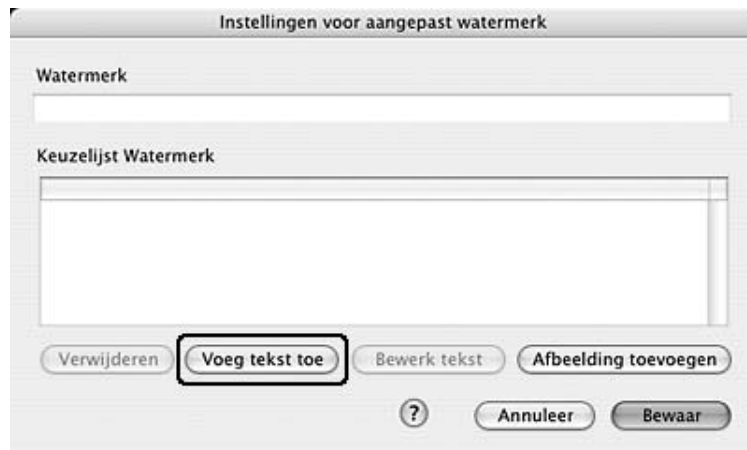 Instellingen voor aangepast watermerk
Watermerk
Keuzelijst Watermerk
Verwijderen Voeg tekst toe Bewerk tekst Afbeelding toevoegen
? Annuleer Bewaar